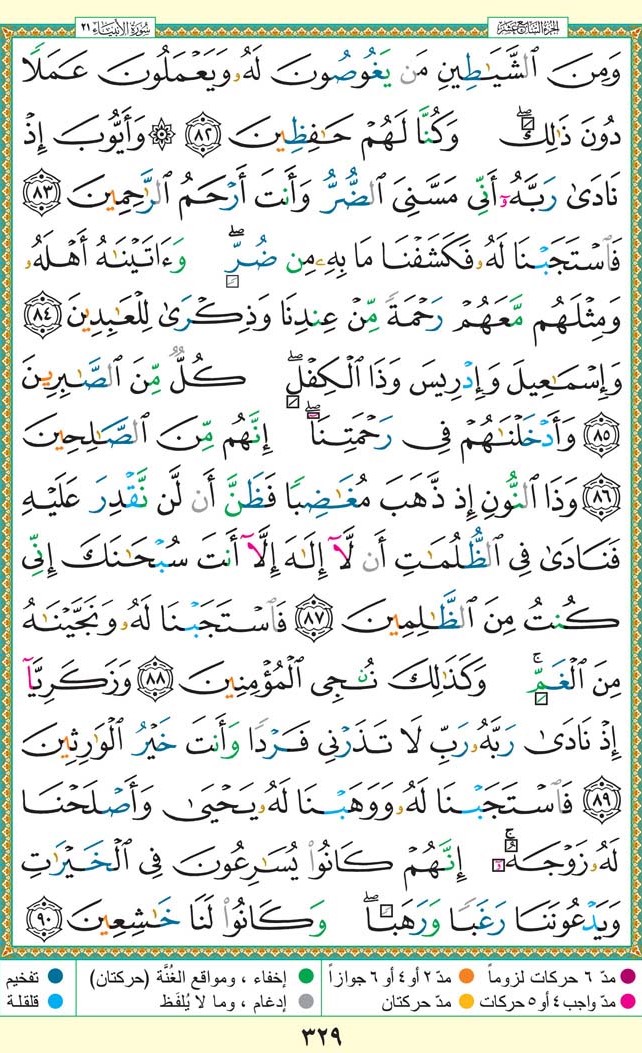 سُورَةُ الأنبيَاء ٢١ الجزء السابع عشر
وَمِنَ ٱلشَّيَٰطِينِ مَن يَغُوصُونَ لَهُۥ وَيَعۡمَلُونَ عَمَلٗا
دُونَ ذَٰلِكَۖ وَكُنَّا لَهُمۡ حَٰفِظِينَ ٨٢ ۞ وَأَيُّوبَ إِذۡ
نَادَىٰ رَبَّهُۥٓ أَنِّي مَسَّنِيَ ٱلضُّرُّ وَأَنتَ أَرۡحَمُ ٱلرَّٰحِمِينَ ٨٣
فَٱسۡتَجَبۡنَا لَهُۥ فَكَشَفۡنَا مَا بِهِۦ مِن ضُرّٖۖ وَءَاتَيۡنَٰهُ أَهۡلَهُۥ
وَمِثۡلَهُم مَّعَهُمۡ رَحۡمَةٗ مِّنۡ عِندِنَا وَذِكۡرَىٰ لِلۡعَٰبِدِينَ ٨٤
وَإِسۡمَٰعِيلَ وَإِدۡرِيسَ وَذَا ٱلۡكِفۡلِۖ كُلّٞ مِّنَ ٱلصَّٰبِرِينَ
٨٥ وَأَدۡخَلۡنَٰهُمۡ فِي رَحۡمَتِنَآۖ إِنَّهُم مِّنَ ٱلصَّٰلِحِينَ
٨٦ وَذَا ٱلنُّونِ إِذ ذَّهَبَ مُغَٰضِبٗا فَظَنَّ أَن لَّن نَّقۡدِرَ عَلَيۡهِ
فَنَادَىٰ فِي ٱلظُّلُمَٰتِ أَن لَّآ إِلَٰهَ إِلَّآ أَنتَ سُبۡحَٰنَكَ إِنِّي
كُنتُ مِنَ ٱلظَّٰلِمِينَ ٨٧ فَٱسۡتَجَبۡنَا لَهُۥ وَنَجَّيۡنَٰهُ
مِنَ ٱلۡغَمِّۚ وَكَذَٰلِكَ نُـۨجِي ٱلۡمُؤۡمِنِينَ ٨٨ وَزَكَرِيَّآ
إِذۡ نَادَىٰ رَبَّهُۥ رَبِّ لَا تَذَرۡنِي فَرۡدٗا وَأَنتَ خَيۡرُ ٱلۡوَٰرِثِينَ
٨٩ فَٱسۡتَجَبۡنَا لَهُۥ وَوَهَبۡنَا لَهُۥ يَحۡيَىٰ وَأَصۡلَحۡنَا
لَهُۥ زَوۡجَهُۥٓۚ إِنَّهُمۡ كَانُواْ يُسَٰرِعُونَ فِي ٱلۡخَيۡرَٰتِ
وَيَدۡعُونَنَا رَغَبٗا وَرَهَبٗاۖ وَكَانُواْ لَنَا خَٰشِعِينَ ٩٠
مدّ ٦ حركات لزوماً مدّ ٢ أو ٤ أو ٦ جوازاً إخفاء ، ومواقع الغُنَّة (حركتان) تفخيم
مدّ واجب ٤ أو ٥ حركات مدّ حركتان إدغام ، وما لا يُلفَظ قلقلة
٣٢٩